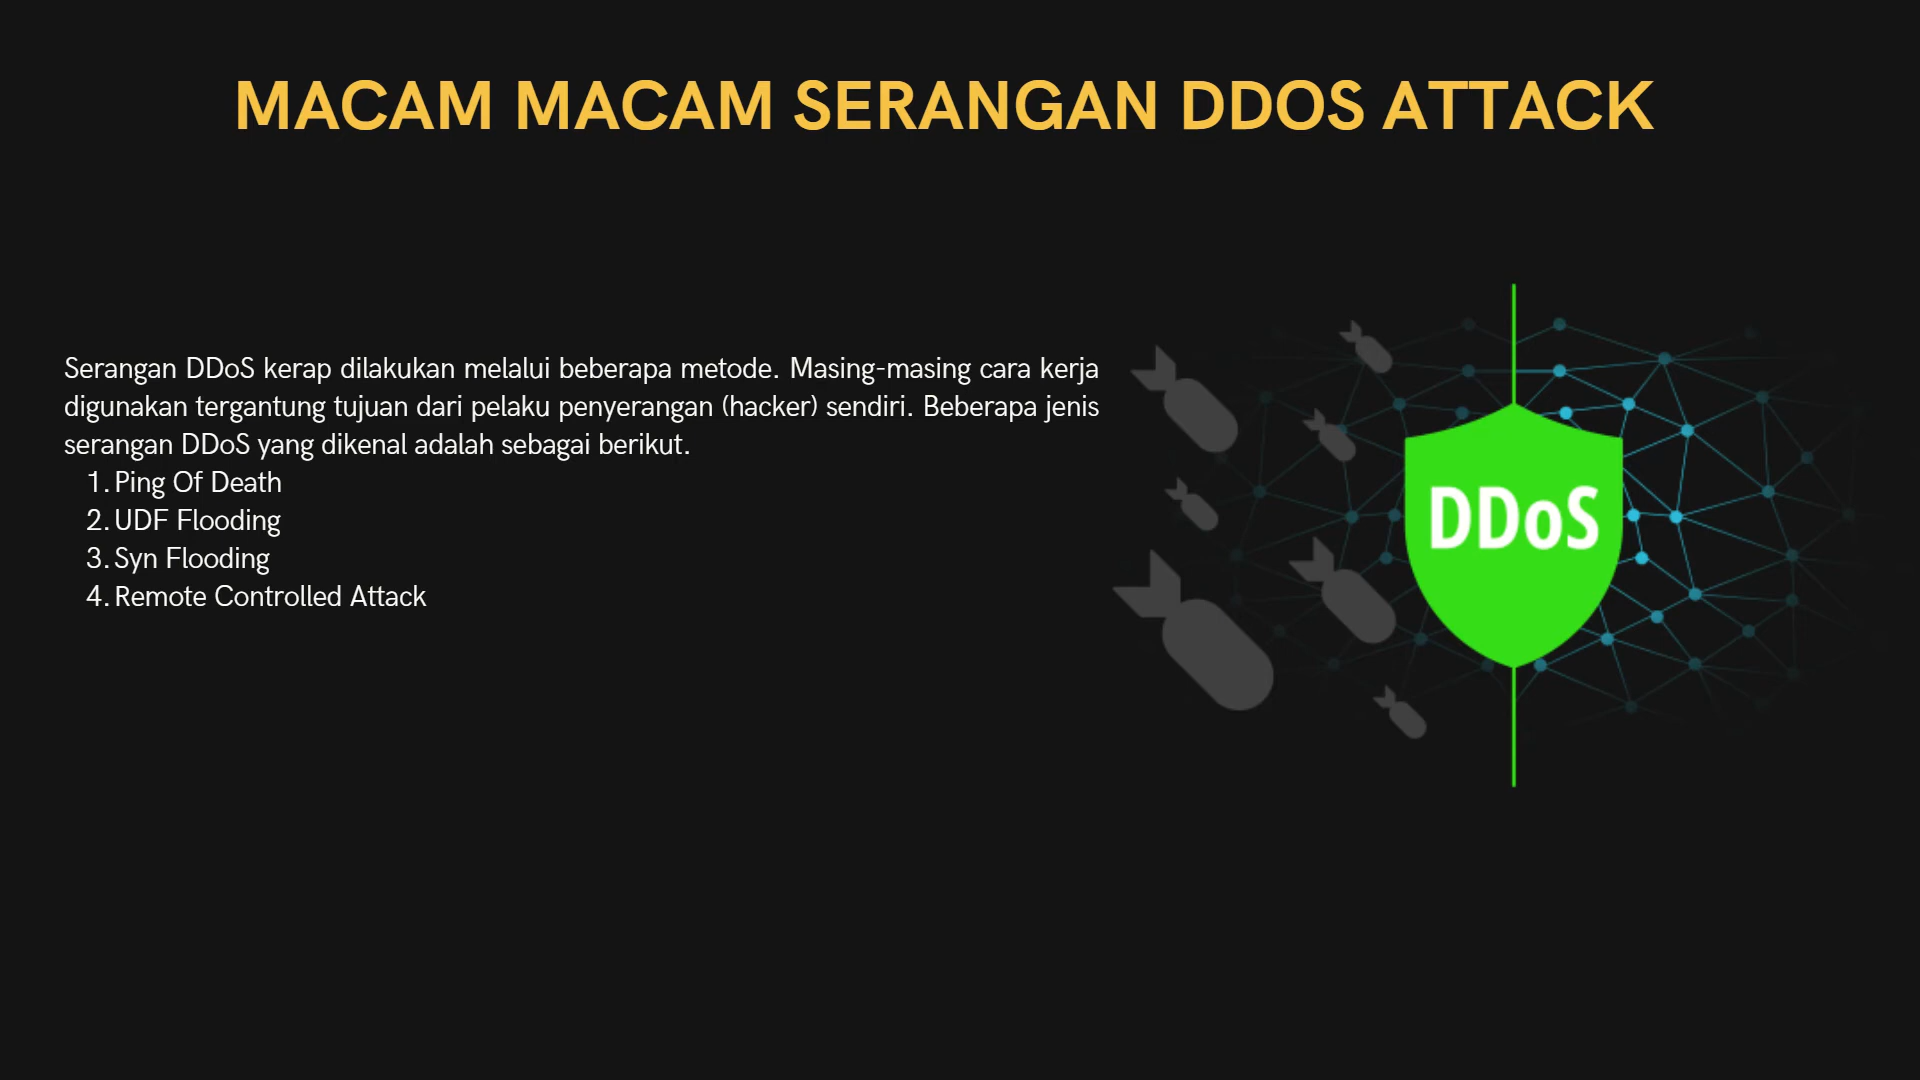 MACAM MACAM SERANGAN DDOS ATTACK
Serangan DDoS kerap dilakukan melalui beberapa metode. Masing-masing cara kerja
digunakan tergantung tujuan dari pelaku penyerangan (hacker) sendiri. Beberapa jenis
serangan DDoS yang dikenal adalah sebagai berikut.
1. Ping Of Death
2. UDF Flooding
3. Syn Flooding
4. Remote Controlled Attack
DDoS